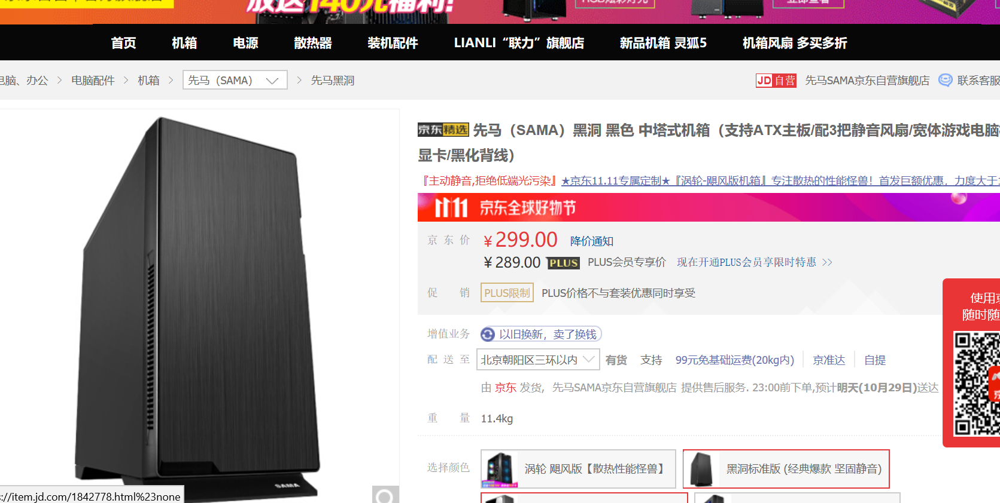 放送140元福利!
首页 机箱 电源 散热器 装机配件 LIANLI“联力”旗舰店 新品机箱 灵狐5 机箱风扇 多买多折
电脑、办公 > 电脑配件 > 机箱 > 先马（SAMA） > 先马黑洞
JD 自营 先马SAMA京东自营旗舰店 联系客服
京东精选 先马（SAMA）黑洞 黑色 中塔式机箱（支持ATX主板/配3把静音风扇/宽体游戏电脑
显卡/黑化背线）
『主动静音,拒绝低端光污染』★京东11.11专属定制★『涡轮-飓风版机箱』专注散热的性能怪兽！首发巨额优惠，力度大于
11.11 京东全球好物节
京东价 ¥299.00 降价通知
¥289.00 PLUS PLUS会员专享价 现在开通PLUS会员享限时特惠 >>
促销 PLUS限制 PLUS价格不与套装优惠同时享受
使用
随时随
增值业务 以旧换新，卖了换钱
配送至 北京朝阳区三环以内 有货 支持 99元免基础运费(20kg内) 京准达 自提
由 京东 发货, 先马SAMA京东自营旗舰店 提供售后服务. 23:00前下单,预计明天(10月29日)送达
重量 11.4kg
选择颜色 涡轮 飓风版【散热性能怪兽】 黑洞标准版 (经典爆款 坚固静音)
SAMA
://item.jd.com/1842778.html%23none